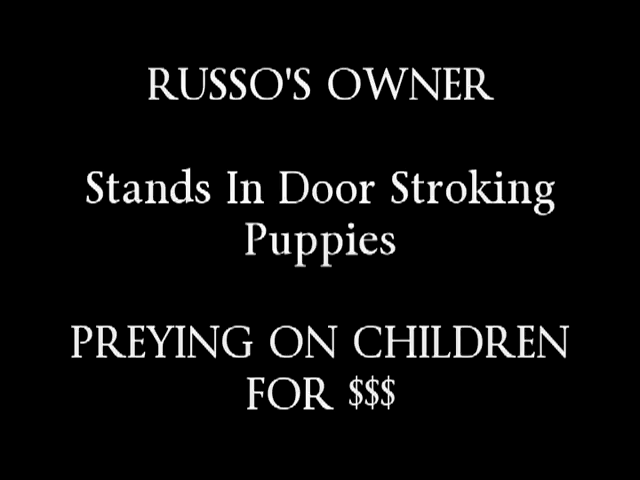 RUSSO'S OWNER
Stands In Door Stroking
Puppies
PREYING ON CHILDREN
FOR $$$